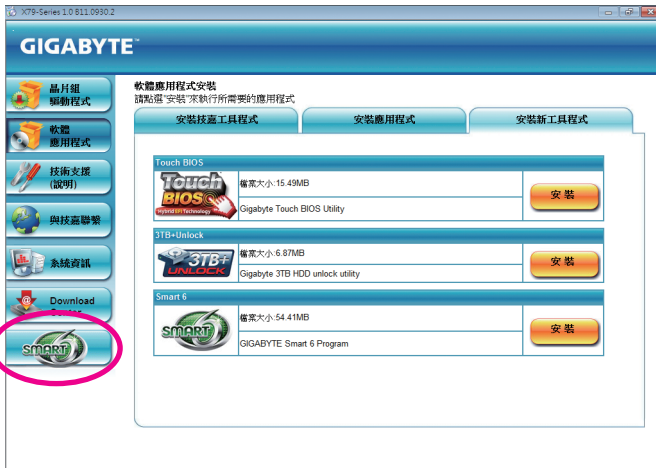 X79-Series 1.0 B11.0930.2
GIGABYTE™
晶片組
驅動程式
軟體
應用程式
技術支援
(說明)
與技嘉聯繫
系統資訊
Download
Center
SMART6
軟體應用程式安裝
請點選"安裝"來執行所需要的應用程式
安裝技嘉工具程式
安裝應用程式
安裝新工具程式
Touch BIOS
Touch
BIOS
Hybrid EFI Technology
檔案大小:15.49MB
Gigabyte Touch BIOS Utility
安裝
3TB+Unlock
3TB+
UNLOCK
檔案大小:6.87MB
Gigabyte 3TB HDD unlock utility
安裝
Smart 6
SMART6
檔案大小:54.41MB
GIGABYTE Smart 6 Program
安裝